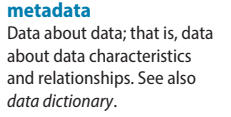 metadata
Data about data; that is, data
about data characteristics
and relationships. See also
data dictionary.